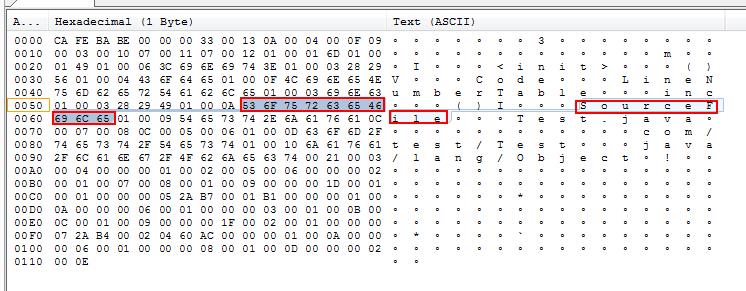 A... Hexadecimal (1 Byte) Text (ASCII)
0000 CA FE BA BE 00 00 00 33 00 13 0A 00 04 00 0F 09 ∘ ∘ ∘ ∘ ∘ ∘ ∘ 3 ∘ ∘ ∘ ∘ ∘ ∘ ∘ ∘
0010 00 03 00 10 07 00 11 07 00 12 01 00 01 6D 01 00 ∘ ∘ ∘ ∘ ∘ ∘ ∘ ∘ ∘ ∘ ∘ ∘ ∘ m ∘ ∘
0020 01 49 01 00 06 3C 69 6E 69 74 3E 01 00 03 28 29 ∘ I ∘ ∘ ∘ < i n i t > ∘ ∘ ∘ ( )
0030 56 01 00 04 43 6F 64 65 01 00 0F 4C 69 6E 65 4E V ∘ ∘ ∘ C o d e ∘ ∘ ∘ L i n e N
0040 75 6D 62 65 72 54 61 62 6C 65 01 00 03 69 6E 63 u m b e r T a b l e ∘ ∘ ∘ i n c
0050 01 00 03 28 29 49 01 00 0A 53 6F 75 72 63 65 46 ∘ ∘ ∘ ( ) I ∘ ∘ ∘ S o u r c e F
0060 69 6C 65 01 00 09 54 65 73 74 2E 6A 61 76 61 0C i l e ∘ ∘ ∘ T e s t . j a v a ∘
0070 00 07 00 08 0C 00 05 00 06 01 00 0D 63 6F 6D 2F ∘ ∘ ∘ ∘ ∘ ∘ ∘ ∘ ∘ ∘ ∘ ∘ c o m /
0080 74 65 73 74 2F 54 65 73 74 01 00 10 6A 61 76 61 t e s t / T e s t ∘ ∘ ∘ j a v a
0090 2F 6C 61 6E 67 2F 4F 62 6A 65 63 74 00 21 00 03 / l a n g / O b j e c t ∘ ! ∘ ∘
00A0 00 04 00 00 00 01 00 02 00 05 00 06 00 00 00 02 ∘ ∘ ∘ ∘ ∘ ∘ ∘ ∘ ∘ ∘ ∘ ∘ ∘ ∘ ∘ ∘
00B0 00 01 00 07 00 08 00 01 00 09 00 00 00 1D 00 01 ∘ ∘ ∘ ∘ ∘ ∘ ∘ ∘ ∘ ∘ ∘ ∘ ∘ ∘ ∘ ∘
00C0 00 01 00 00 00 05 2A B7 00 01 B1 00 00 00 01 00 ∘ ∘ ∘ ∘ ∘ ∘ * ∘ ∘ ∘ ∘ ∘ ∘ ∘ ∘ ∘
00D0 0A 00 00 00 06 00 01 00 00 00 03 00 01 00 0B 00 ∘ ∘ ∘ ∘ ∘ ∘ ∘ ∘ ∘ ∘ ∘ ∘ ∘ ∘ ∘ ∘
00E0 0C 00 01 00 09 00 00 00 1F 00 02 00 01 00 00 00 ∘ ∘ ∘ ∘ ∘ ∘ ∘ ∘ ∘ ∘ ∘ ∘ ∘ ∘ ∘ ∘
00F0 07 2A B4 00 02 04 60 AC 00 00 00 01 00 0A 00 00 ∘ * ∘ ∘ ∘ ∘ ` ∘ ∘ ∘ ∘ ∘ ∘ ∘ ∘ ∘
0100 00 06 00 01 00 00 00 08 00 01 00 0D 00 00 00 02 ∘ ∘ ∘ ∘ ∘ ∘ ∘ ∘ ∘ ∘ ∘ ∘ ∘ ∘ ∘ ∘
0110 00 0E ∘ ∘